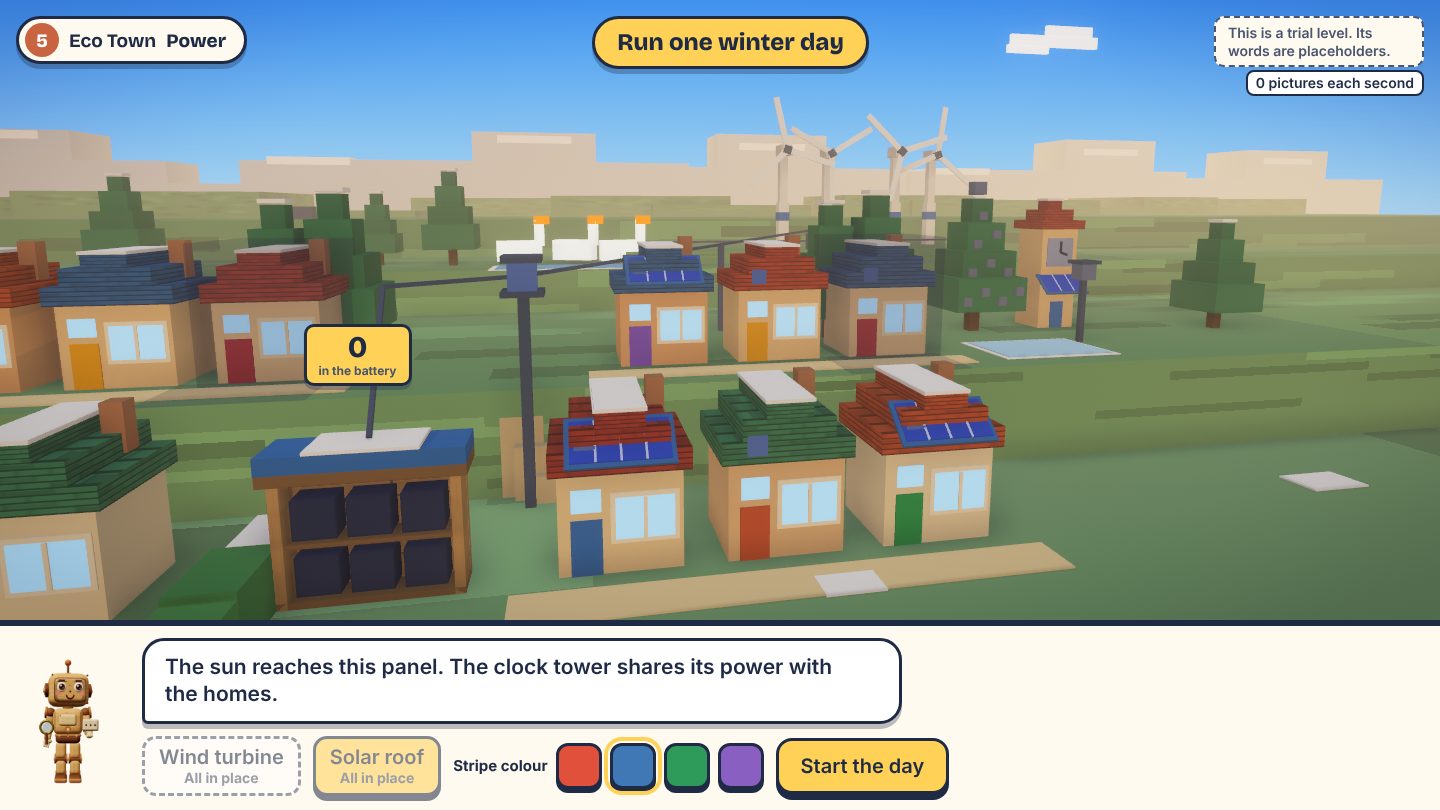 5 Eco Town Power
Run one winter day
This is a trial level. Its
words are placeholders.
0 pictures each second
0
in the battery
The sun reaches this panel. The clock tower shares its power with
the homes.
Wind turbine
All in place
Solar roof
All in place
Stripe colour
Start the day